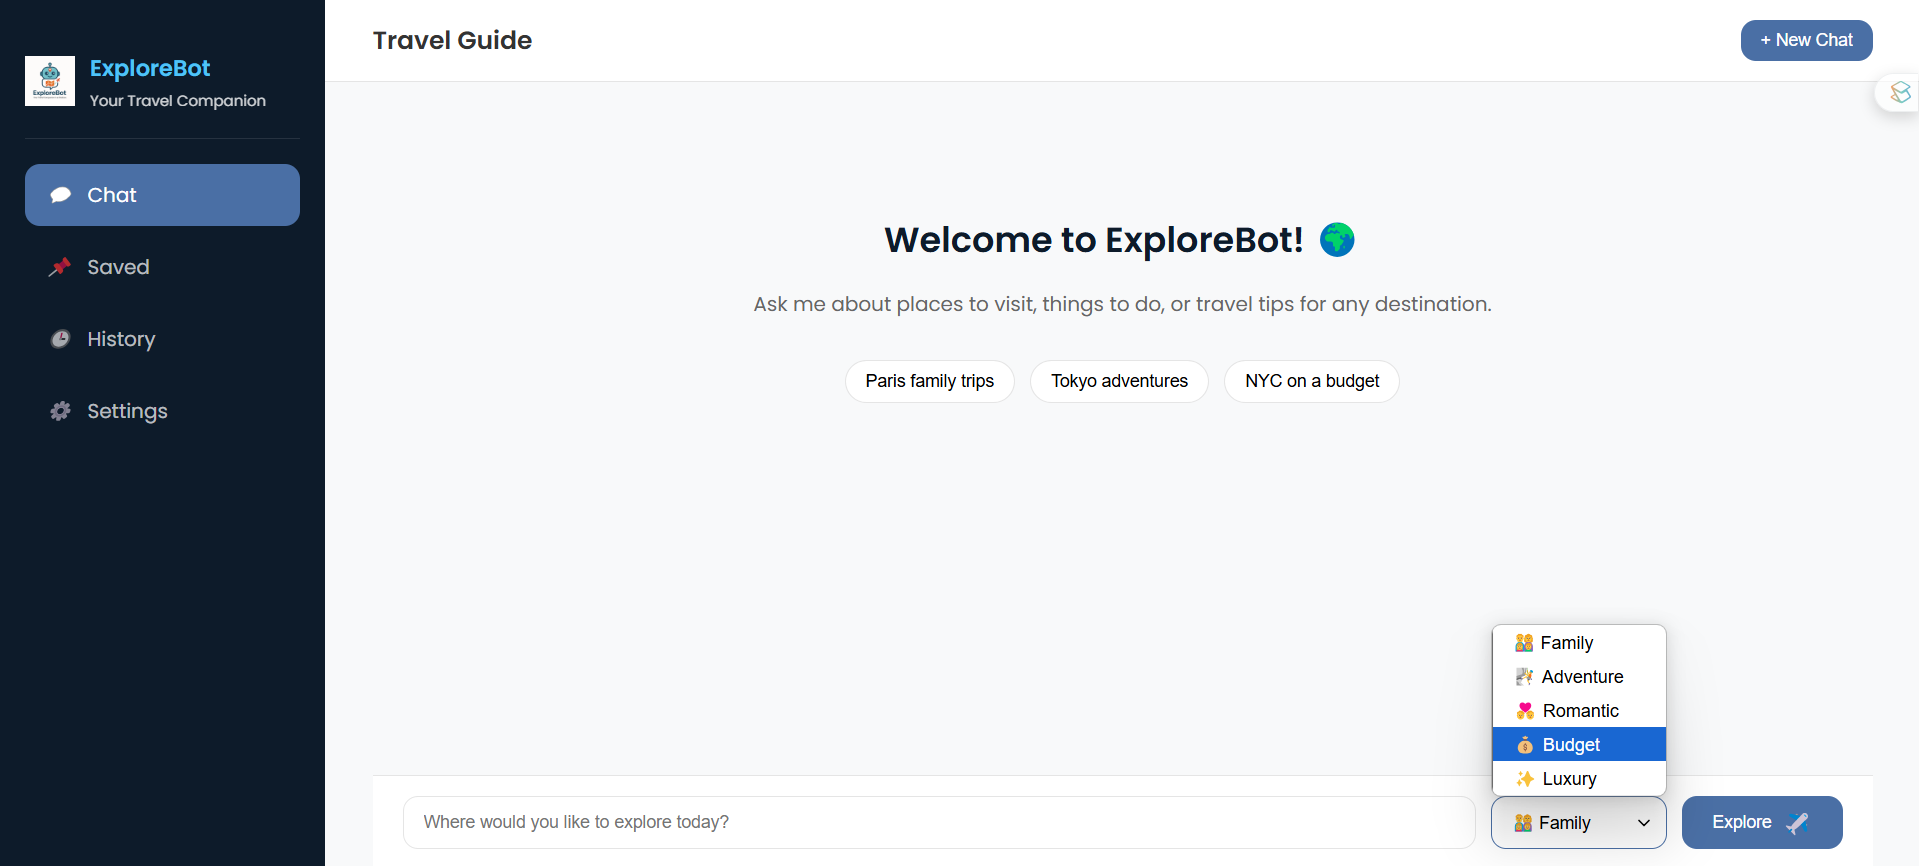 ExploreBot
ExploreBot
Your Travel Companion
Chat
Saved
History
Settings
Travel Guide
+ New Chat
Welcome to ExploreBot!
Ask me about places to visit, things to do, or travel tips for any destination.
Paris family trips
Tokyo adventures
NYC on a budget
Family
Adventure
Romantic
Budget
Luxury
Where would you like to explore today?
Family
Explore